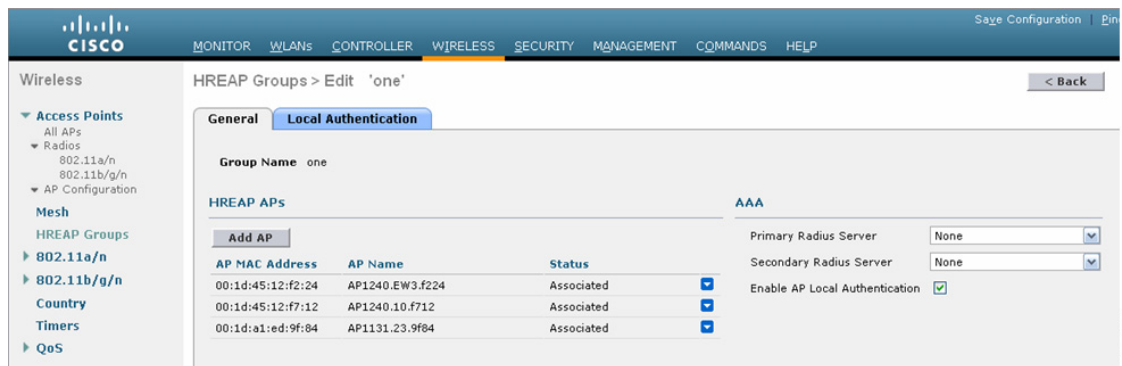 Save Configuration | Pin
CISCO
MONITOR WLANs CONTROLLER WIRELESS SECURITY MANAGEMENT COMMANDS HELP
Wireless
Access Points
All APs
Radios
802.11a/n
802.11b/g/n
AP Configuration
Mesh
HREAP Groups
802.11a/n
802.11b/g/n
Country
Timers
QoS
HREAP Groups > Edit 'one'
< Back
General Local Authentication
Group Name one
HREAP APs
Add AP
AP MAC Address AP Name Status
00:1d:45:12:f2:24 AP1240.EW3.f224 Associated
00:1d:45:12:f7:12 AP1240.10.f712 Associated
00:1d:a1:ed:9f:84 AP1131.23.9f84 Associated
AAA
Primary Radius Server None
Secondary Radius Server None
Enable AP Local Authentication